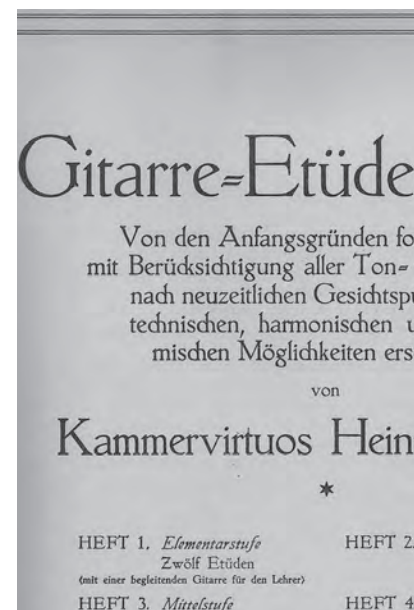 Gitarre=Etüde
Von den Anfangsgründen fo
mit Berücksichtigung aller Ton=
nach neuzeitlichen Gesichtspu
technischen, harmonischen u
mischen Möglichkeiten ers
von
Kammervirtuos Hein
*
HEFT 1. Elementarstufe
Zwölf Etüden
(mit einer begleitenden Gitarre für den Lehrer)
HEFT 2.
HEFT 3. Mittelstufe
HEFT 4